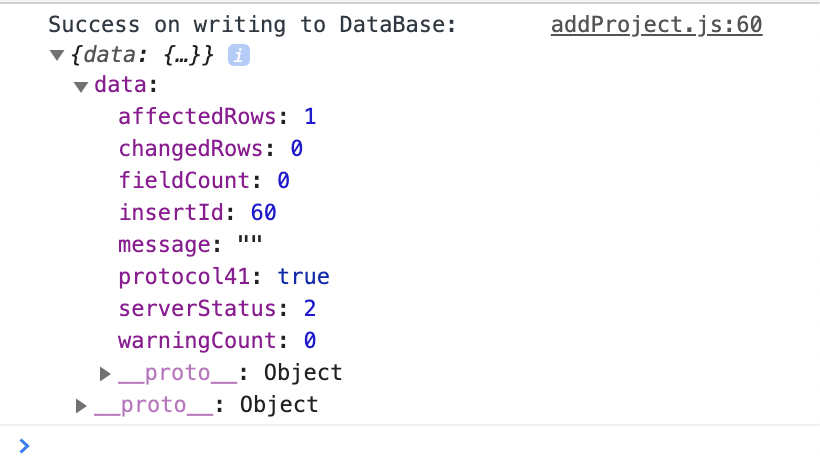 Success on writing to DataBase: addProject.js:60
▼{data: {…}} i
▼data:
affectedRows: 1
changedRows: 0
fieldCount: 0
insertId: 60
message: ""
protocol41: true
serverStatus: 2
warningCount: 0
▶__proto__: Object
▶__proto__: Object
>